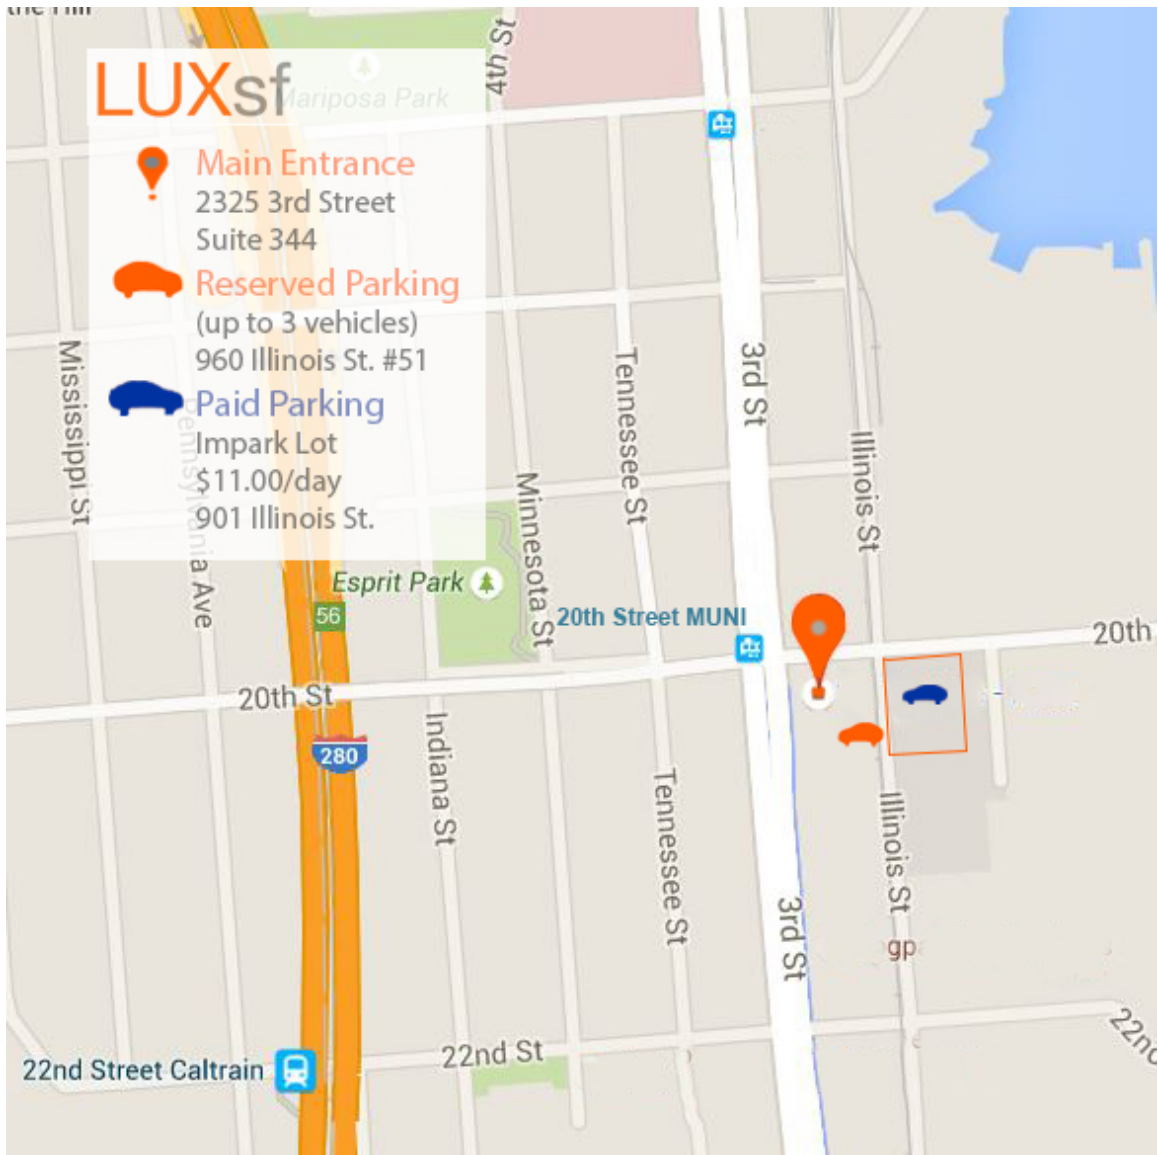 the Hill
4th St
LUXsf
Mariposa Park
Main Entrance
2325 3rd Street
Suite 344
Reserved Parking
(up to 3 vehicles)
960 Illinois St. #51
Paid Parking
Impark Lot
$11.00/day
901 Illinois St.
Mississippi St
Pennsylvania Ave
Tennessee St
3rd St
Illinois St
Minnesota St
Esprit Park
56
20th Street MUNI
20th
20th St
280
Indiana St
Tennessee St
Illinois St
3rd St
gp
22nd St
22nd
22nd Street Caltrain